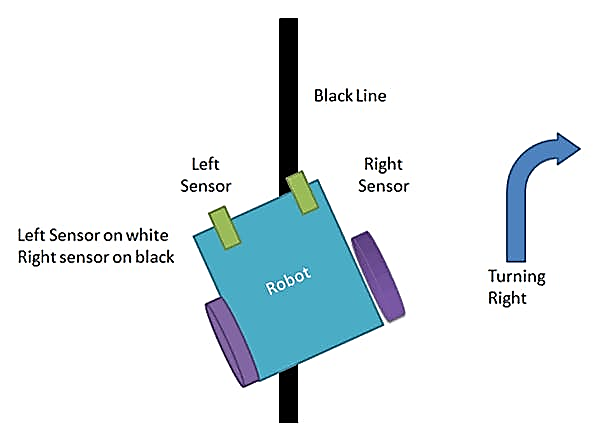 Black Line
Left
Sensor
Right
Sensor
Left Sensor on white
Right sensor on black
Robot
Turning
Right